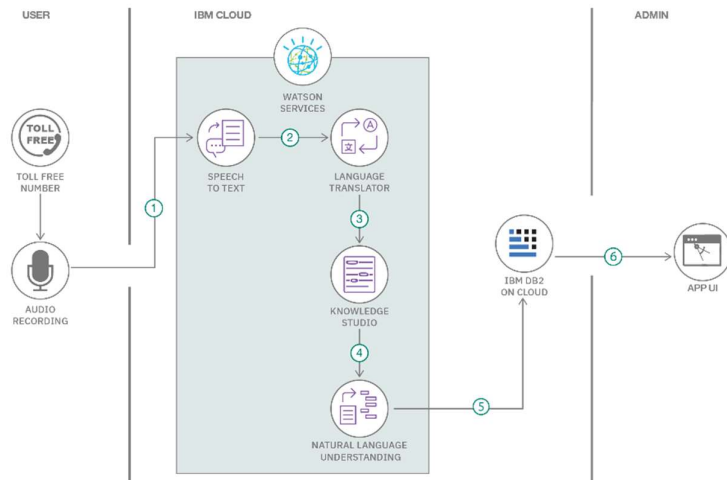 USER
IBM CLOUD
ADMIN
WATSON
SERVICES
TOLL
FREE
TOLL FREE
NUMBER
1
AUDIO
RECORDING
SPEECH
TO TEXT
2
A
文
LANGUAGE
TRANSLATOR
3
KNOWLEDGE
STUDIO
4
NATURAL LANGUAGE
UNDERSTANDING
5
IBM DB2
ON CLOUD
6
APP UI